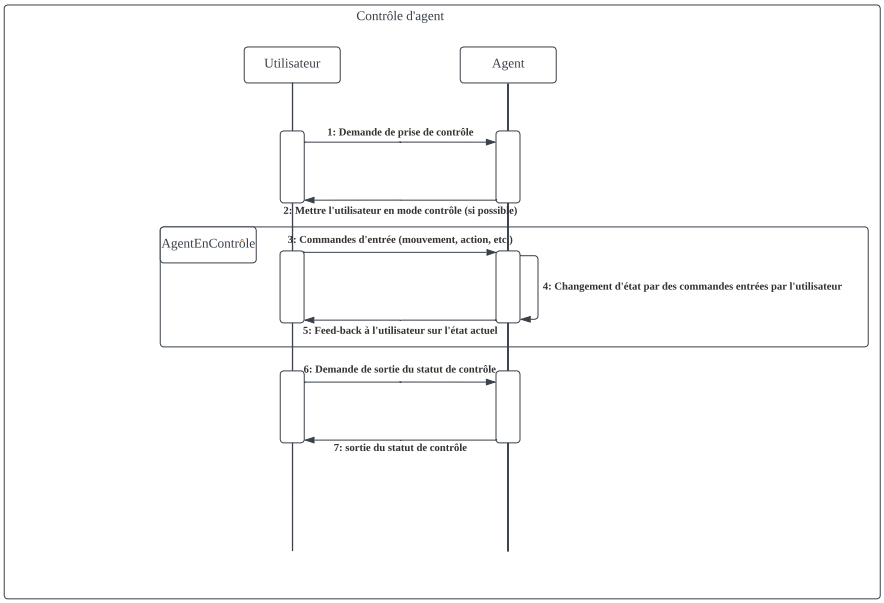 Contrôle d'agent
Utilisateur
Agent
1: Demande de prise de contrôle
2: Mettre l'utilisateur en mode contrôle (si possible)
AgentEnContrôle
3: Commandes d'entrée (mouvement, action, etc.)
4: Changement d'état par des commandes entrées par l'utilisateur
5: Feed-back à l'utilisateur sur l'état actuel
6: Demande de sortie du statut de contrôle
7: sortie du statut de contrôle